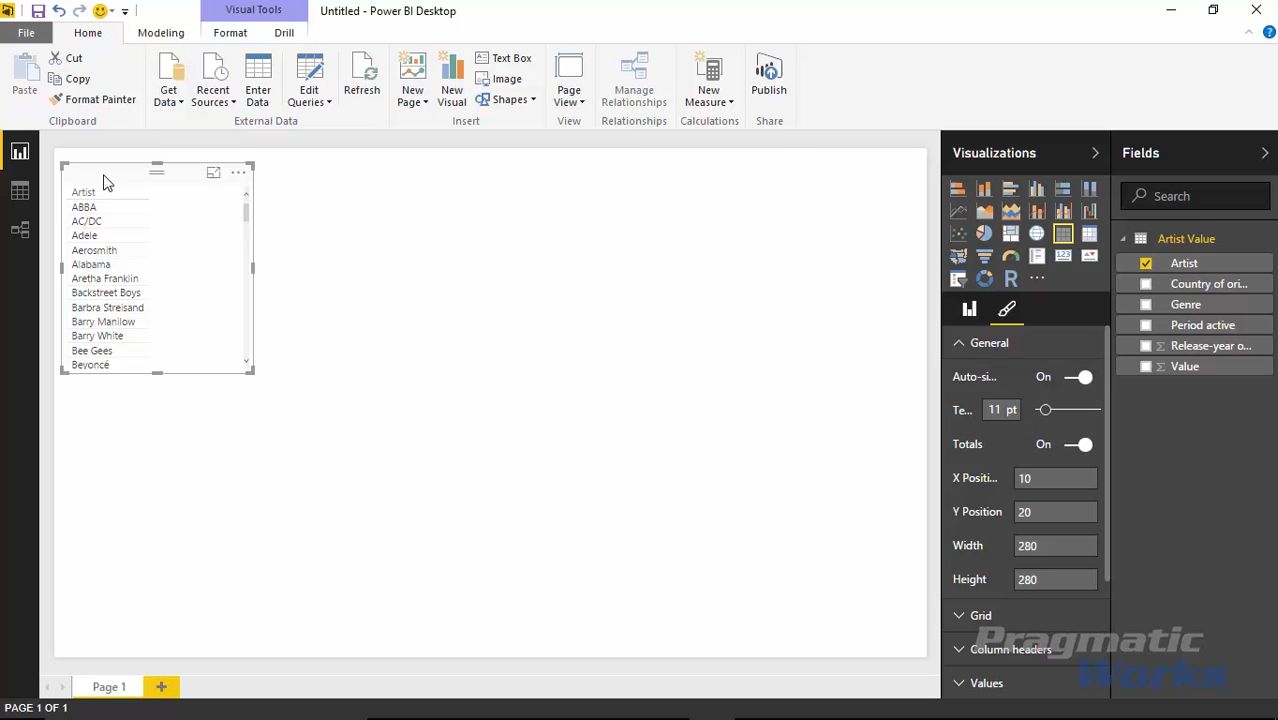 Visual Tools
Untitled - Power BI Desktop
File
Home
Modeling
Format
Drill
Paste
Cut
Copy
Format Painter
Clipboard
Get Data
Recent Sources
Enter Data
Edit Queries
Refresh
External Data
New Page
New Visual
Text Box
Image
Shapes
Insert
Page View
View
Manage Relationships
Relationships
New Measure
Calculations
Publish
Share
Artist
ABBA
AC/DC
Adele
Aerosmith
Alabama
Aretha Franklin
Backstreet Boys
Barbra Streisand
Barry Manilow
Barry White
Bee Gees
Beyoncé
Visualizations
123
R
General
Auto-si... On
Te... 11 pt
Totals On
X Positi... 10
Y Position 20
Width 280
Height 280
Grid
Column headers
Values
Fields
Search
Artist Value
Artist
Country of ori...
Genre
Period active
Σ Release-year o...
Σ Value
Pragmatic
Works
Page 1
PAGE 1 OF 1